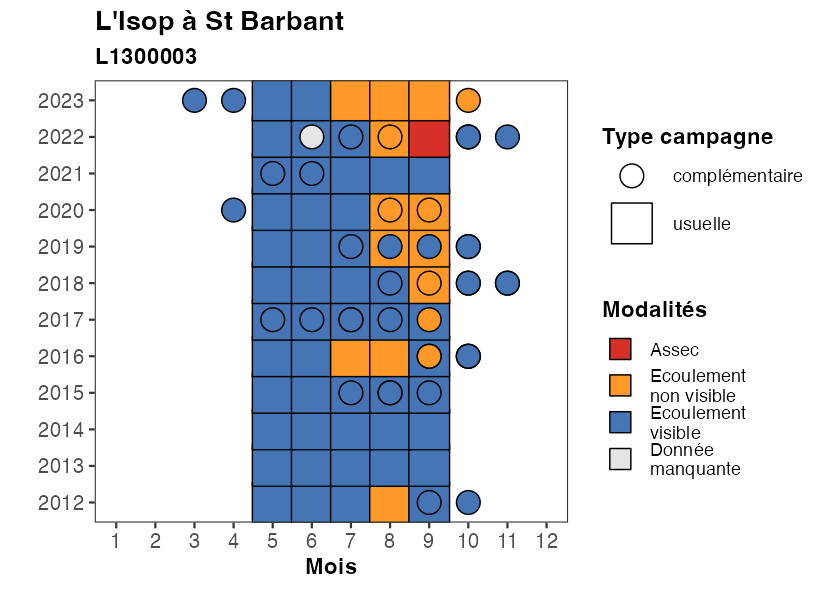 L'Isop à St Barbant
L1300003
2023
2022
2021
2020
2019
2018
2017
2016
2015
2014
2013
2012
1 2 3 4 5 6 7 8 9 10 11 12
Mois
Type campagne
complémentaire
usuelle
Modalités
Assec
Ecoulement
non visible
Ecoulement
visible
Donnée
manquante